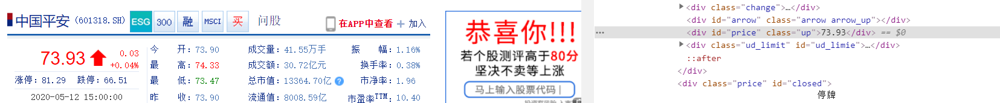 中国平安 (601318.SH) ESG 300 融 MSCI 买 问股 在APP中查看 + 加入
73.93 0.03
+0.04%
涨停：81.29 跌停：66.51
2020-05-12 15:00:00
今 开：73.90 成交量：41.55万手 振 幅：1.16%
最 高：74.33 成交额：30.72亿元 换手率：0.38%
最 低：73.47 总市值：13364.70亿 ? 市净率：1.96
昨 收：73.90 流通值：8008.59亿 市盈率TTM：10.40
恭喜你!!!
若个股测评高于80分
坚决不卖等上涨
马上输入股票代码 |
<div class="change">…</div>
<div id="arrow" class="arrow arrow_up"></div>
… <div id="price" class="up">73.93</div> == $0
<div class="ud_limit" id="ud_limie">…</div>
::after
</div>
<div class="price" id="closed">
停牌